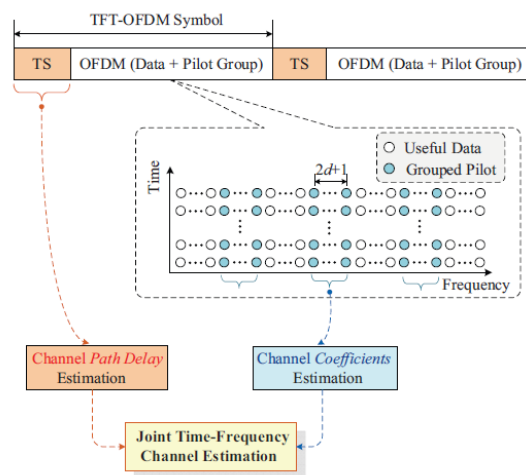 TFT-OFDM Symbol
TS
OFDM (Data + Pilot Group)
TS
OFDM (Data + Pilot Group)
Useful Data
Grouped Pilot
2d+1
Time
Frequency
Channel Path Delay
Estimation
Channel Coefficients
Estimation
Joint Time-Frequency
Channel Estimation